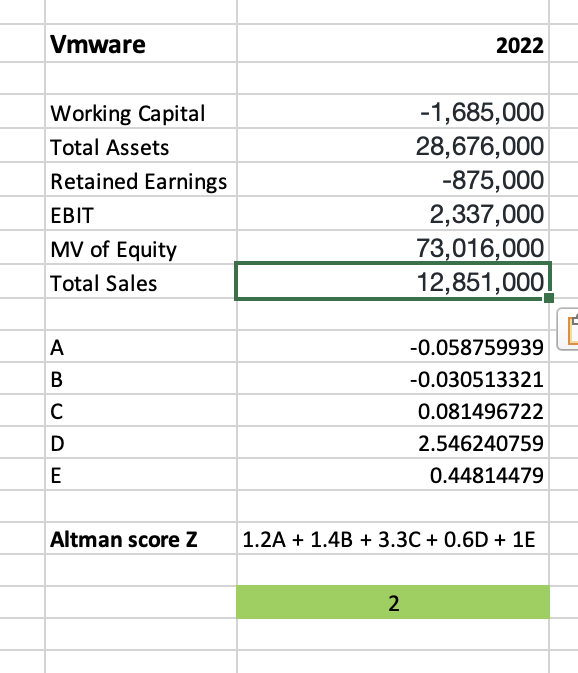 Vmware 2022
Working Capital -1,685,000
Total Assets 28,676,000
Retained Earnings -875,000
EBIT 2,337,000
MV of Equity 73,016,000
Total Sales 12,851,000
A -0.058759939
B -0.030513321
C 0.081496722
D 2.546240759
E 0.44814479
Altman score Z 1.2A + 1.4B + 3.3C + 0.6D + 1E
2